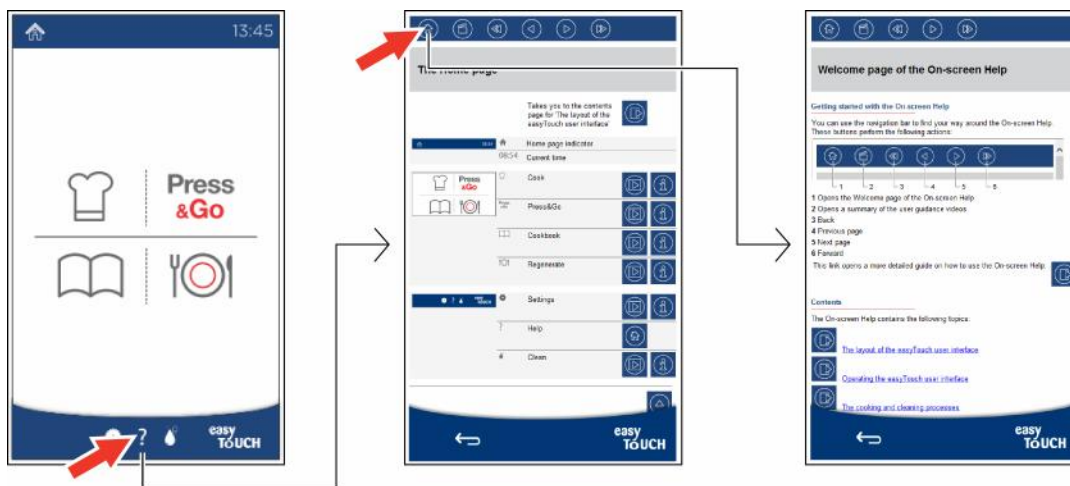 13:45
Press
&Go
?
easy
TOUCH
The Home page
Takes you to the contents
page for 'The layout of the
easyTouch user interface'
Home page indicator
08:54 Current time
Press
&Go
Cook
Press&Go
Cookbook
Regenerate
easy
TOUCH
Settings
? Help
Clean
easy
TOUCH
Welcome page of the On-screen Help
Getting started with the On-screen Help
You can use the navigation bar to find your way around the On-screen Help.
These buttons perform the following actions:
1 2 3 4 5 6
1 Opens the Welcome page of the On-screen Help
2 Opens a summary of the user guidance videos
3 Back
4 Previous page
5 Next page
6 Forward
This link opens a more detailed guide on how to use the On-screen Help:
Contents
The On-screen Help contains the following topics:
The layout of the easyTouch user interface
Operating the easyTouch user interface
The cooking and cleaning processes
easy
TOUCH